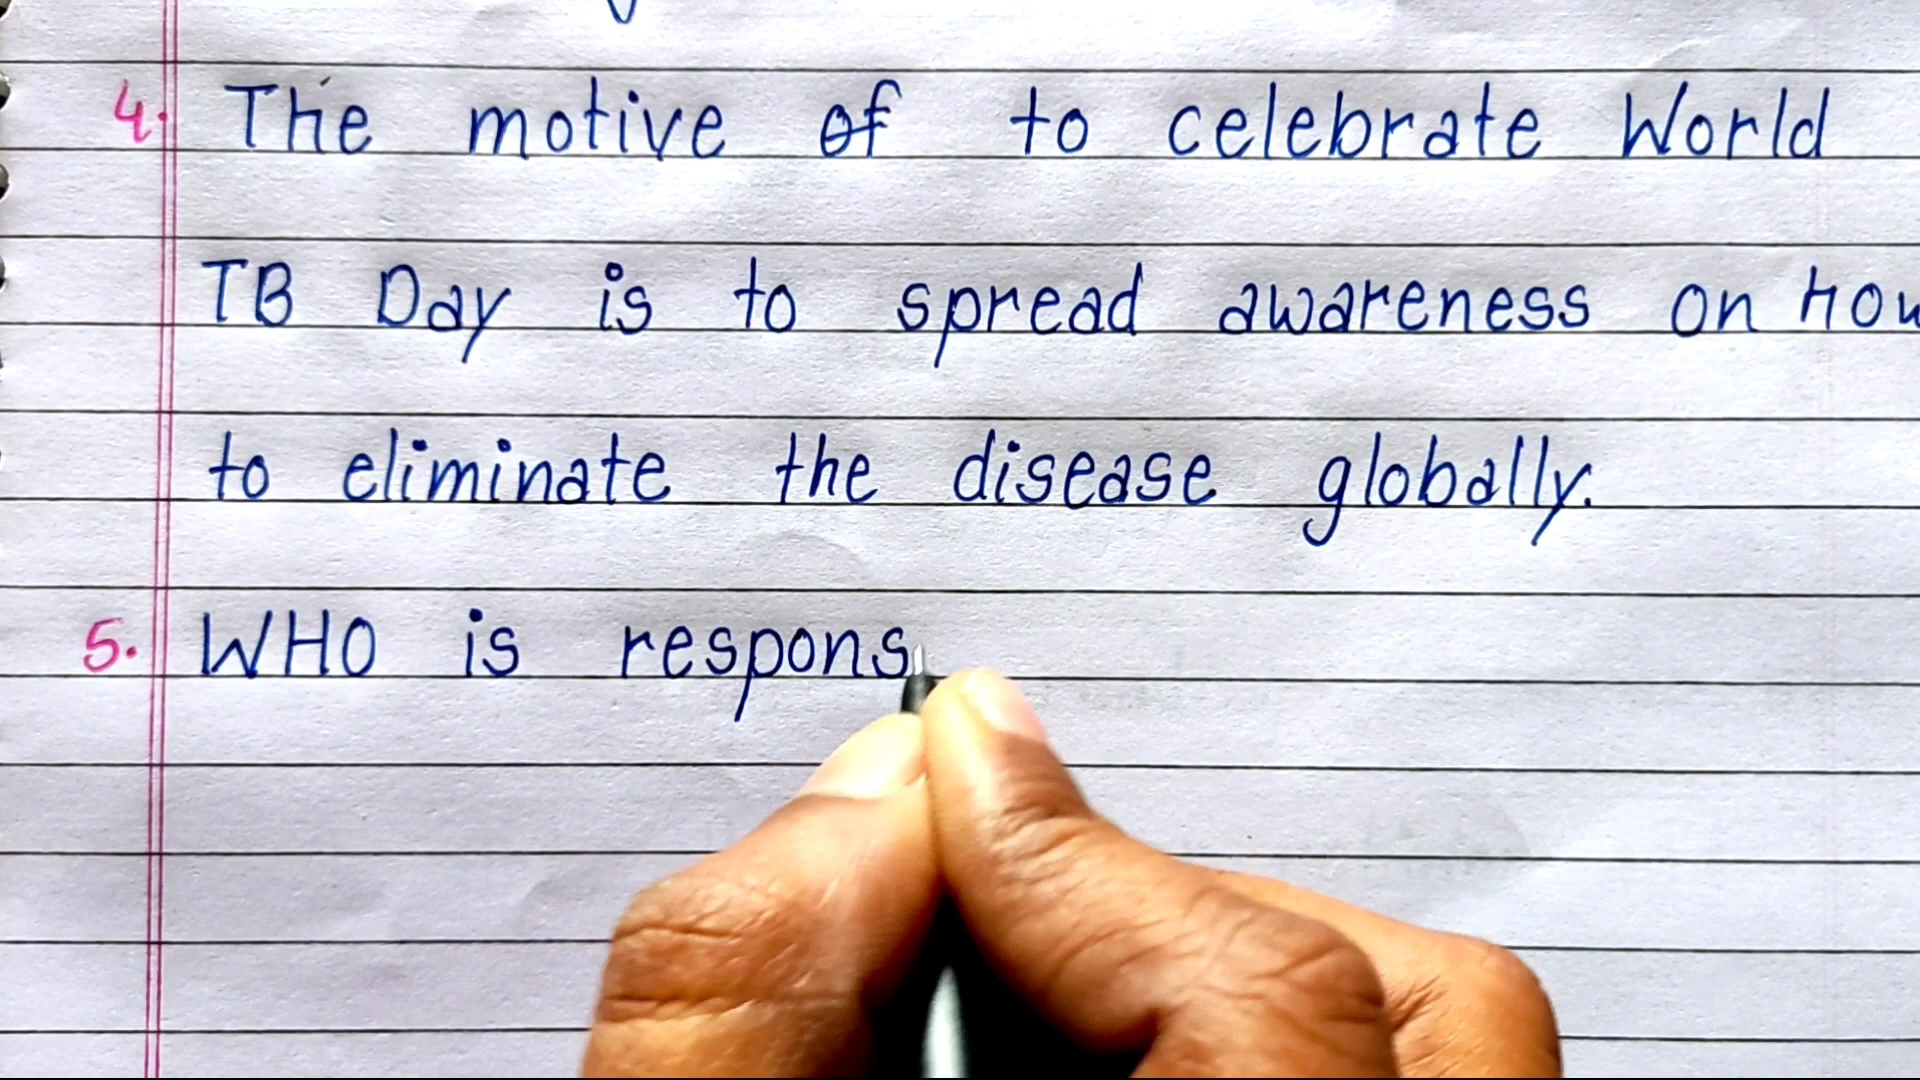 4. The motive of to celebrate World
TB Day is to spread awareness on how
to eliminate the disease globally.
5. WHO is respons